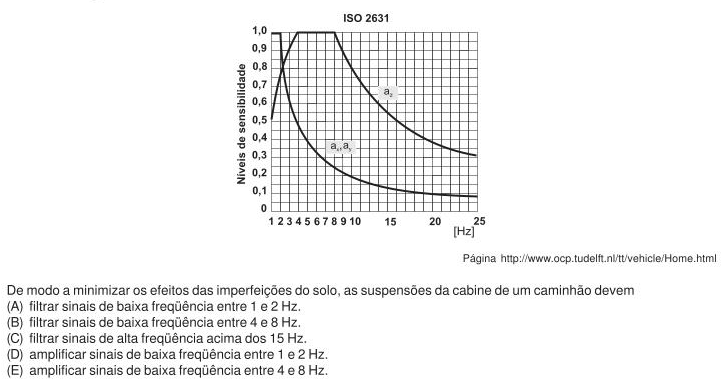 ISO 2631
Níveis de sensibilidade
1,0
0,9
0,8
0,7
0,6
0,5
0,4
0,3
0,2
0,1
0
a_z
a_x,a_y
1 2 3 4 5 6 7 8 9 10 15 20 25
[Hz]
Página http://www.ocp.tudelft.nl/tt/vehicle/Home.html
De modo a minimizar os efeitos das imperfeições do solo, as suspensões da cabine de um caminhão devem
(A) filtrar sinais de baixa freqüência entre 1 e 2 Hz.
(B) filtrar sinais de baixa freqüência entre 4 e 8 Hz.
(C) filtrar sinais de alta freqüência acima dos 15 Hz.
(D) amplificar sinais de baixa freqüência entre 1 e 2 Hz.
(E) amplificar sinais de baixa freqüência entre 4 e 8 Hz.